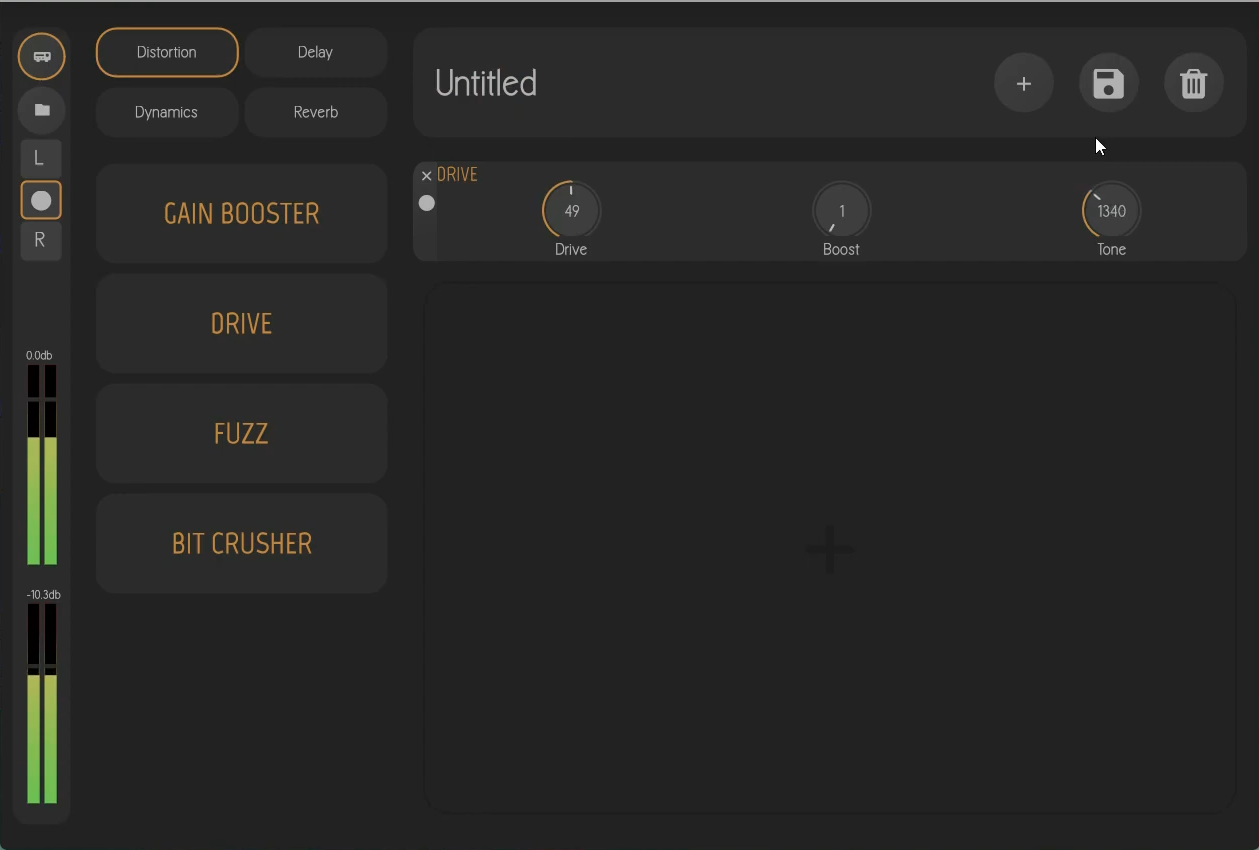 Distortion
Delay
Dynamics
Reverb
Untitled
+
L
R
GAIN BOOSTER
DRIVE
FUZZ
BIT CRUSHER
DRIVE
49
1
1340
Drive
Boost
Tone
0.0db
-10.3db